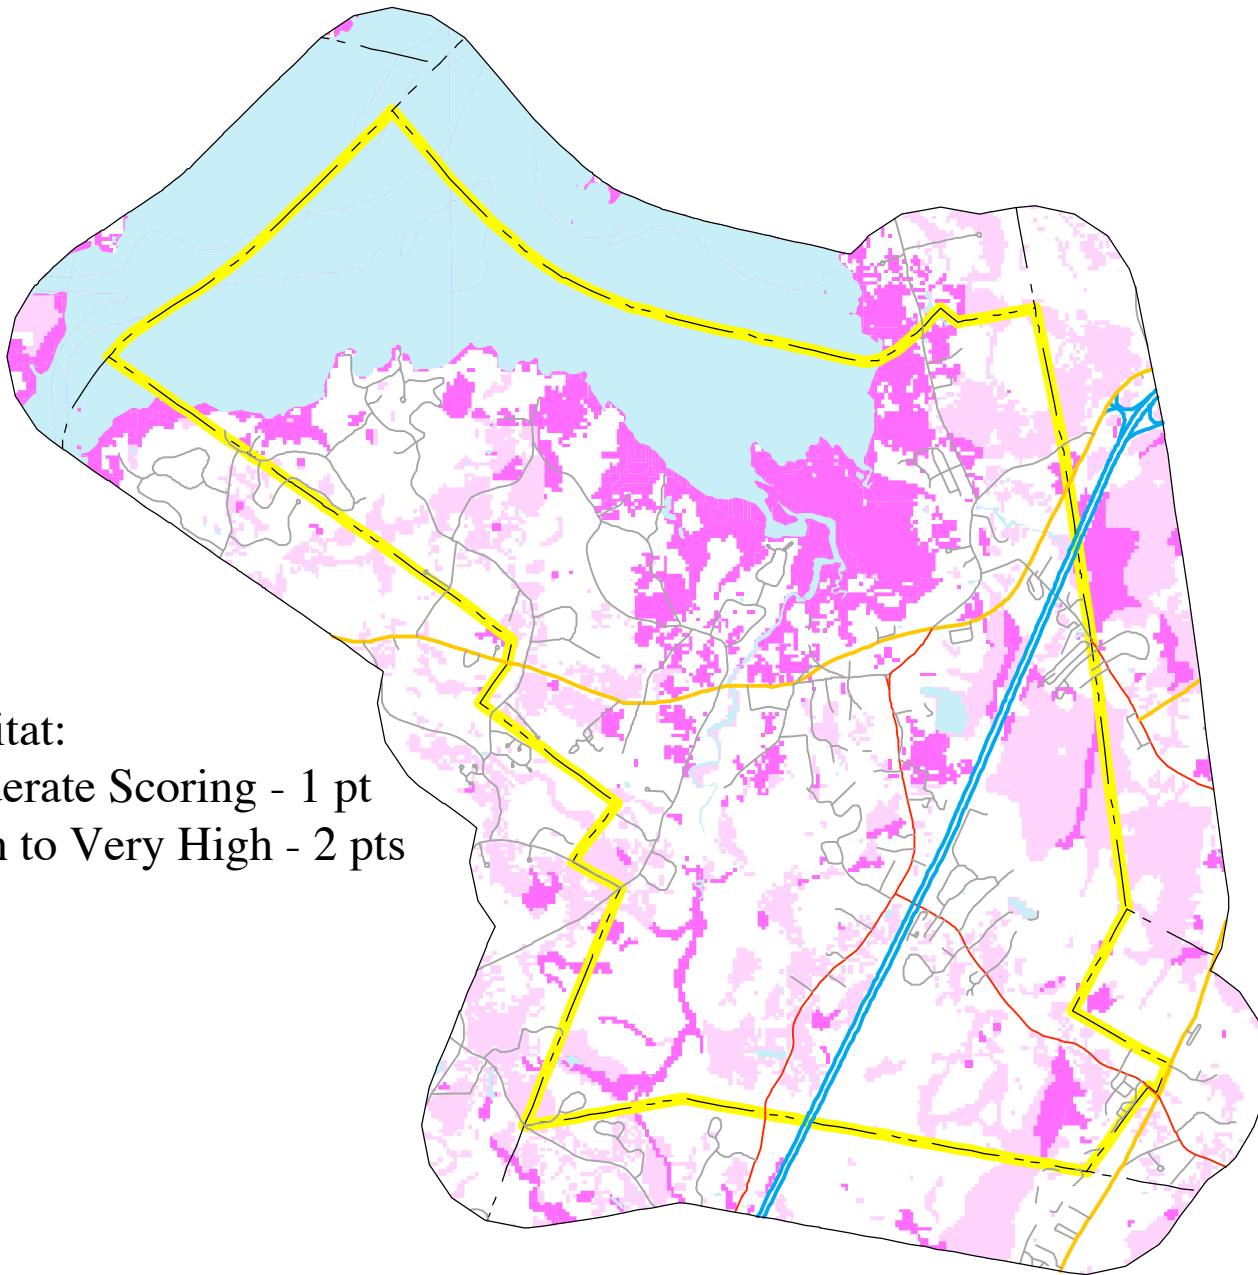 itat:
erate Scoring - 1 pt
to Very High - 2 pts